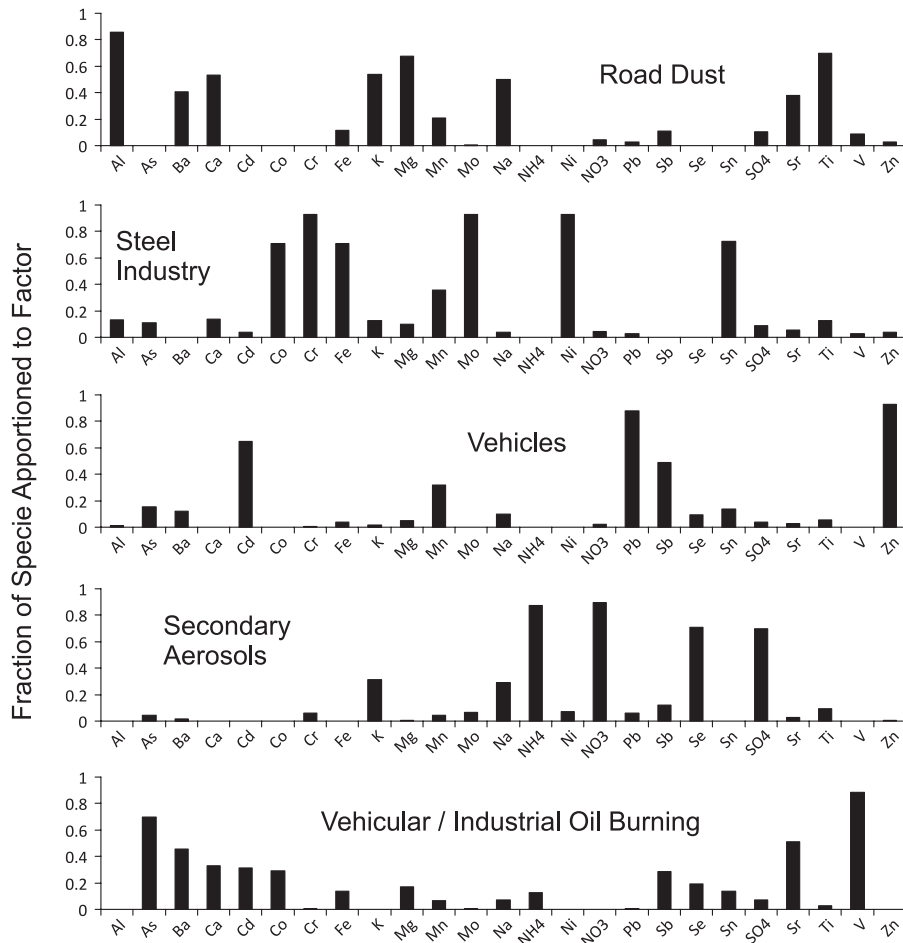 Fraction of Specie Apportioned to Factor
1
0.8
0.6
0.4
0.2
0
Road Dust
Al As Ba Ca Cd Co Cr Fe K Mg Mn Mo Na NH4 Ni NO3 Pb Sb Se Sn SO4 Sr Ti V Zn
1
0.8
0.6
0.4
0.2
0
Steel
Industry
Al As Ba Ca Cd Co Cr Fe K Mg Mn Mo Na NH4 Ni NO3 Pb Sb Se Sn SO4 Sr Ti V Zn
1
0.8
0.6
0.4
0.2
0
Vehicles
Al As Ba Ca Cd Co Cr Fe K Mg Mn Mo Na NH4 Ni NO3 Pb Sb Se Sn SO4 Sr Ti V Zn
1
0.8
0.6
0.4
0.2
0
Secondary
Aerosols
Al As Ba Ca Cd Co Cr Fe K Mg Mn Mo Na NH4 Ni NO3 Pb Sb Se Sn SO4 Sr Ti V Zn
1
0.8
0.6
0.4
0.2
0
Vehicular / Industrial Oil Burning
Al As Ba Ca Cd Co Cr Fe K Mg Mn Mo Na NH4 Ni NO3 Pb Sb Se Sn SO4 Sr Ti V Zn